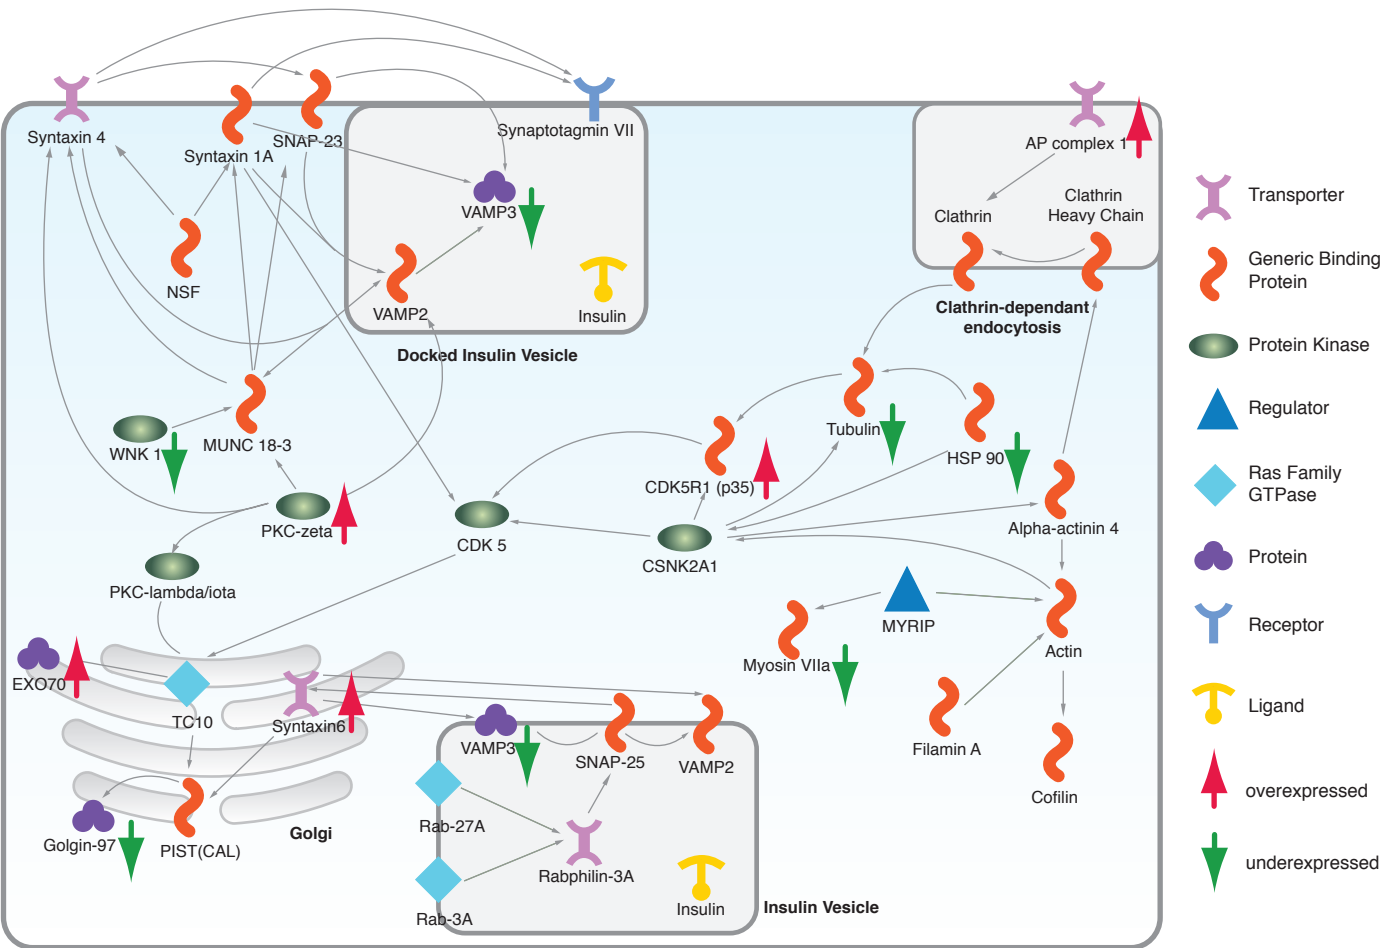 Syntaxin 4
Syntaxin 1A
SNAP-23
Synaptotagmin VII
VAMP3
NSF
VAMP2
Insulin
Docked Insulin Vesicle
AP complex 1
Clathrin
Clathrin
Heavy Chain
Clathrin-dependant
endocytosis
WNK 1
MUNC 18-3
PKC-zeta
PKC-lambda/iota
CDK 5
CDK5R1 (p35)
Tubulin
HSP 90
CSNK2A1
Alpha-actinin 4
MYRIP
Myosin VIIa
Actin
Filamin A
Cofilin
EXO70
TC10
Syntaxin6
Golgin-97
PIST(CAL)
Golgi
VAMP3
SNAP-25
VAMP2
Rab-27A
Rabphilin-3A
Rab-3A
Insulin
Insulin Vesicle
Transporter
Generic Binding
Protein
Protein Kinase
Regulator
Ras Family
GTPase
Protein
Receptor
Ligand
overexpressed
underexpressed